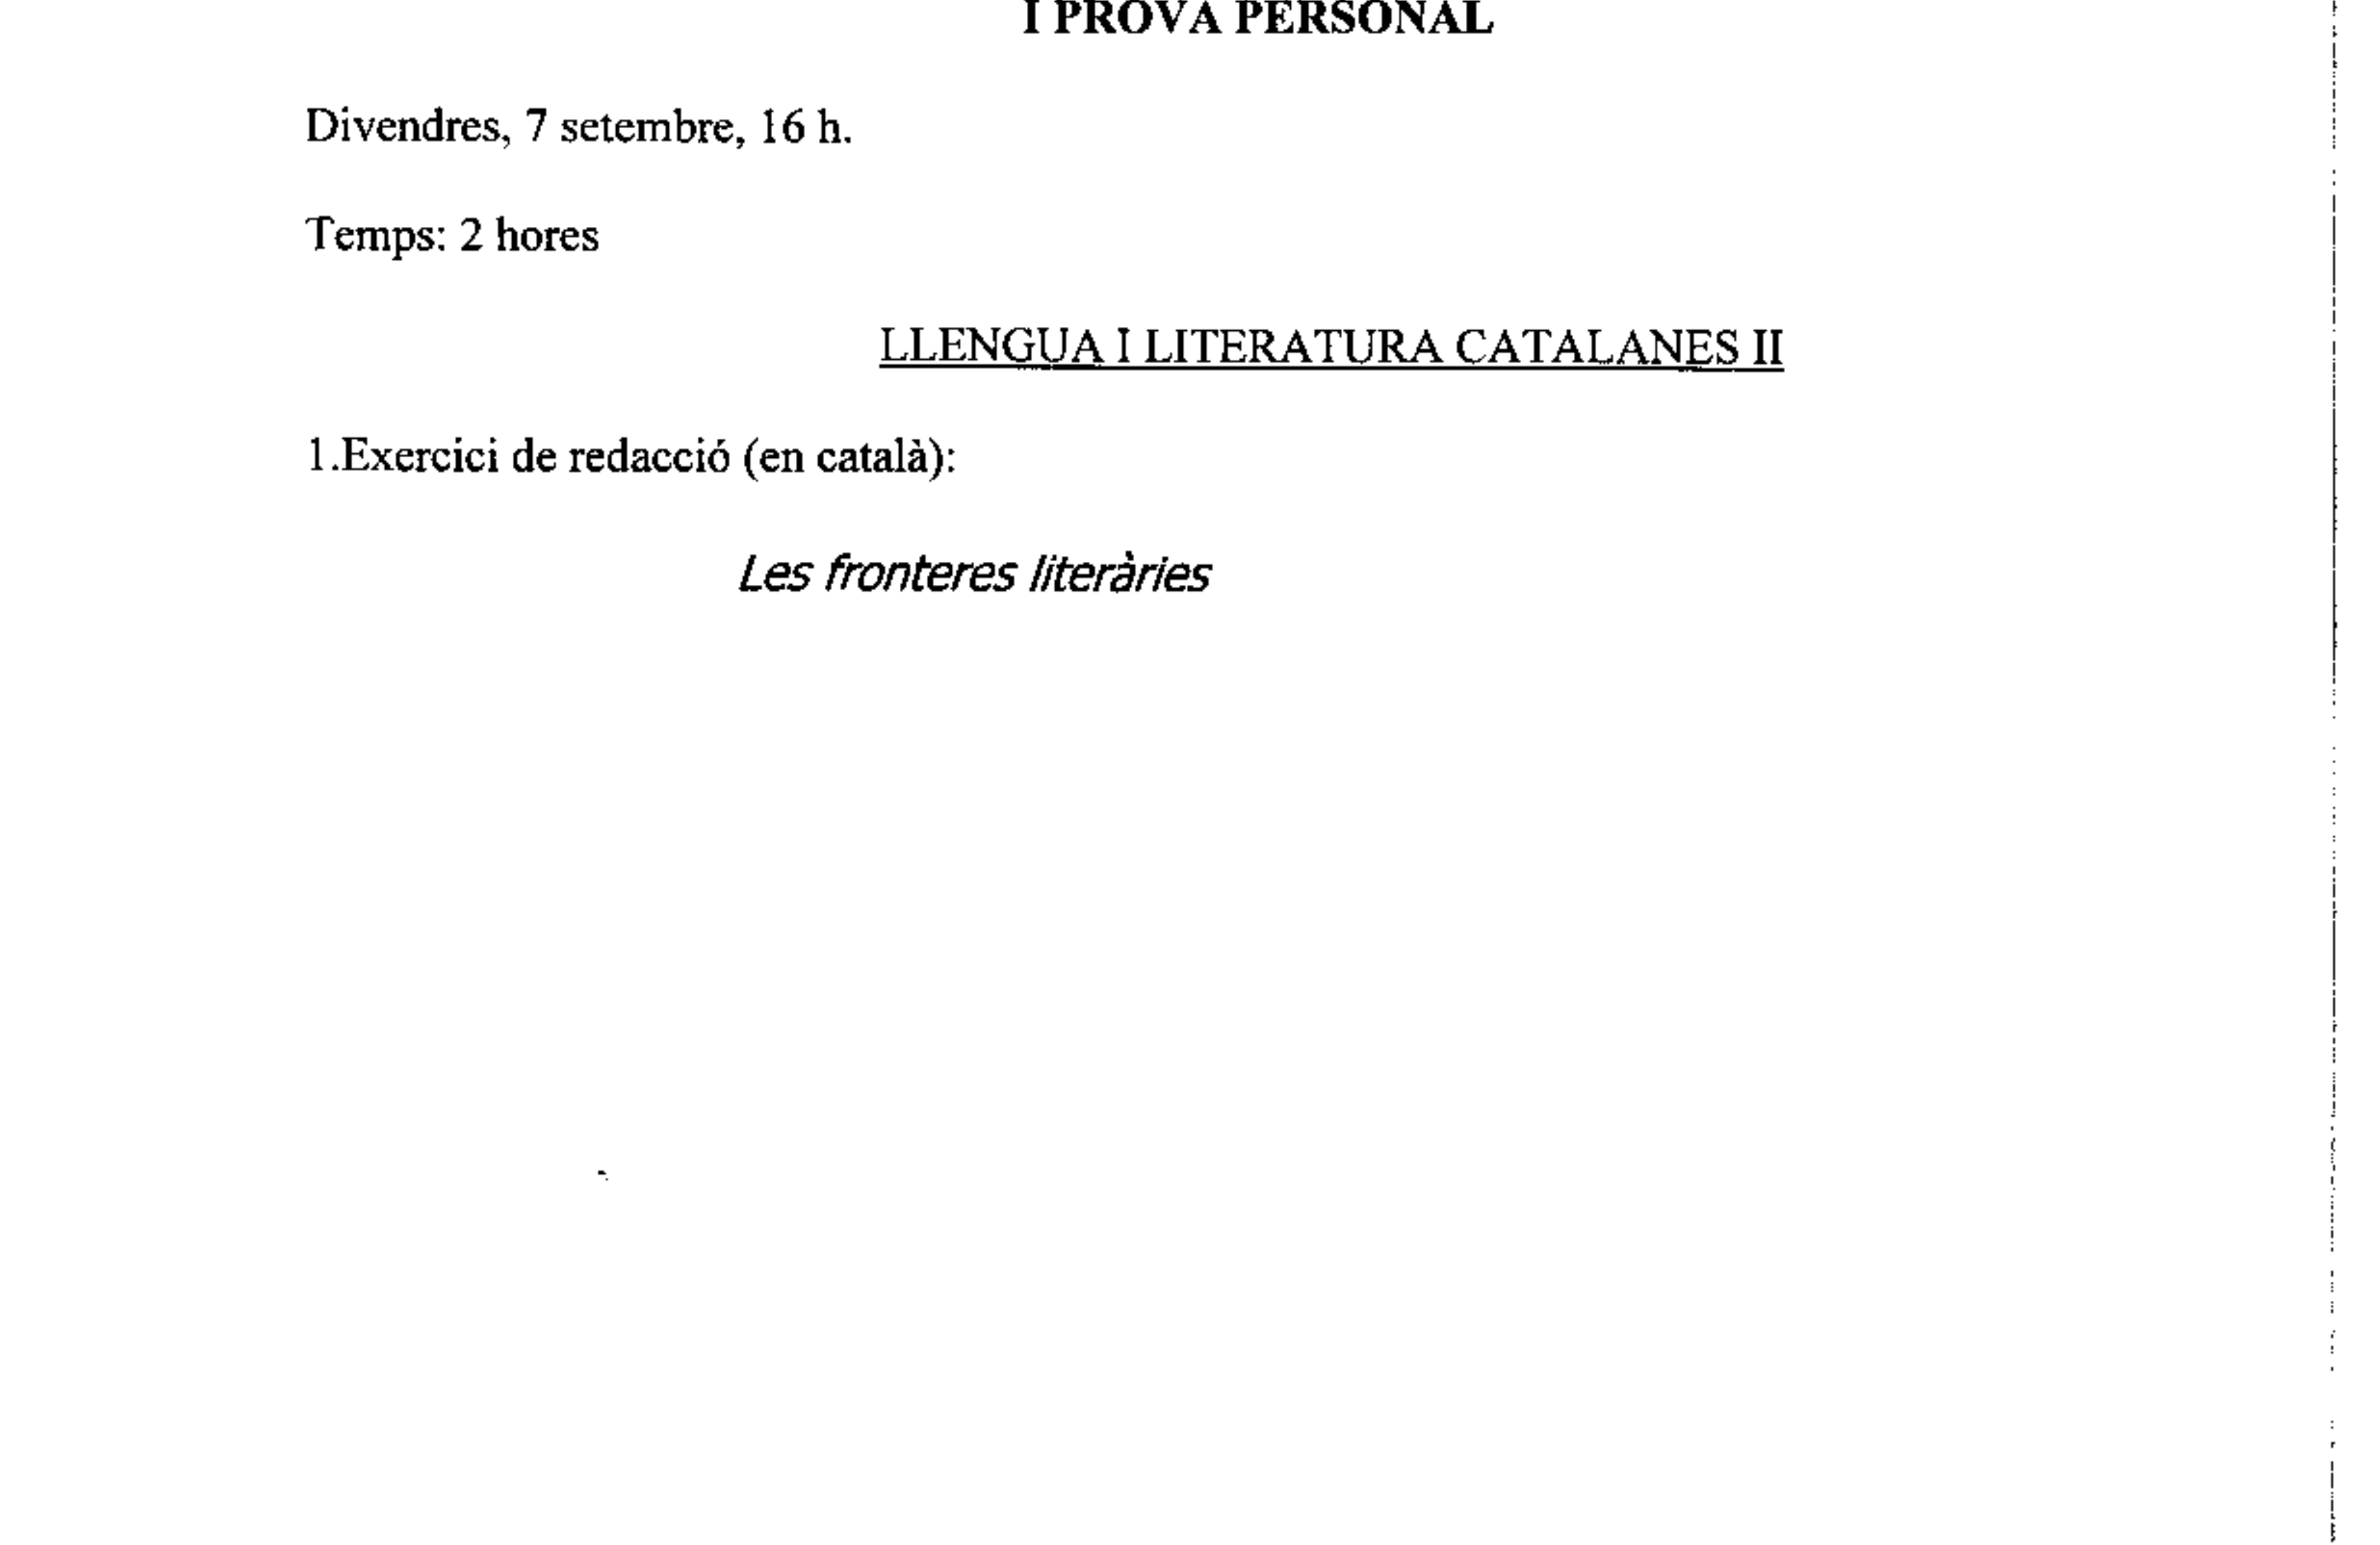 I PROVA PERSONAL
Divendres, 7 setembre, 16 h.
Temps: 2 hores
LLENGUA I LITERATURA CATALANES II
1.Exercici de redacció (en català):
Les fronteres literàries